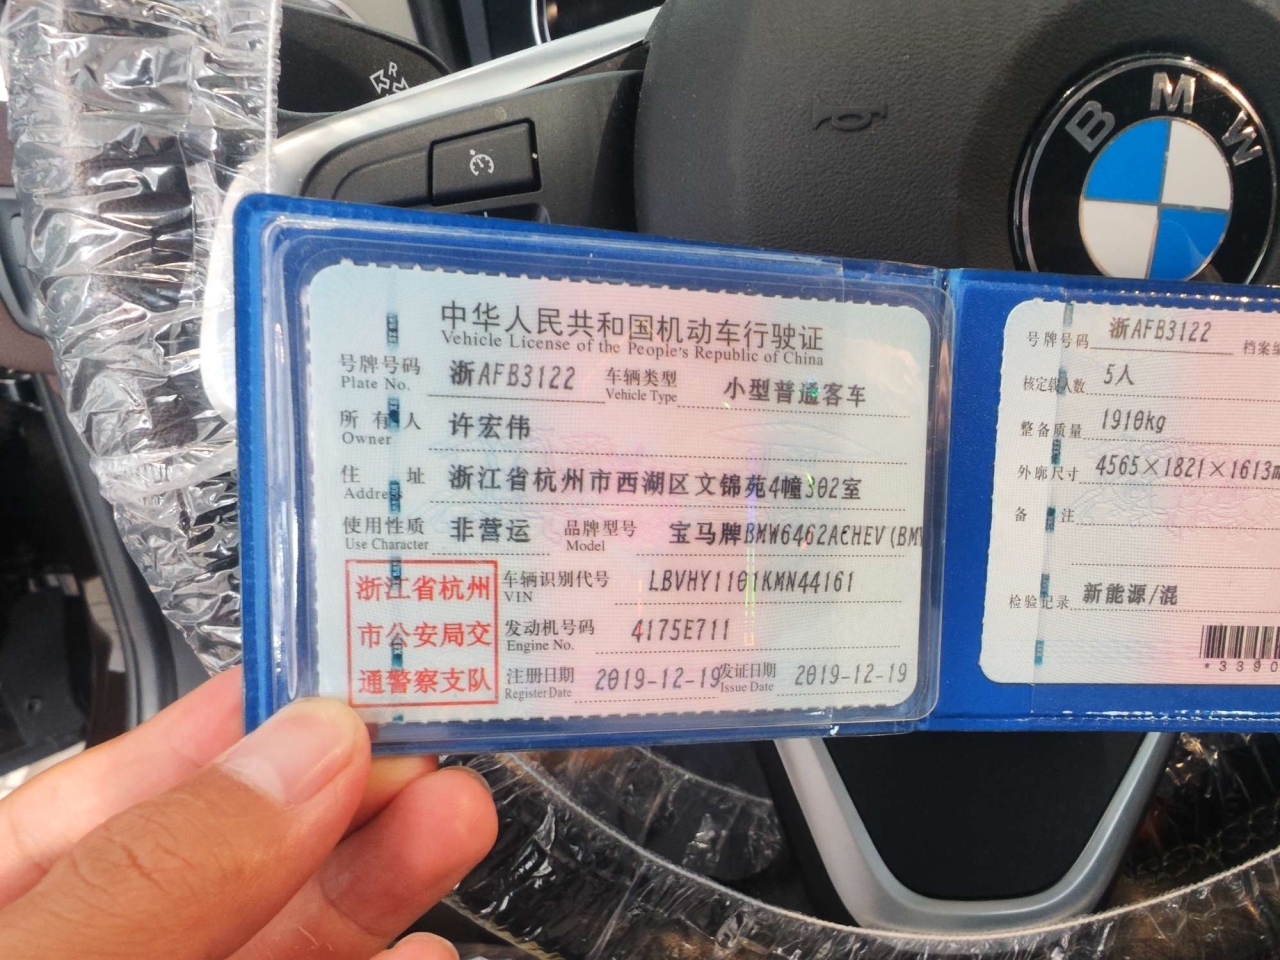 R
BMW
中华人民共和国机动车行驶证
Vehicle License of the People's Republic of China
号牌号码 浙AFB3122 车辆类型 小型普通客车
Plate No. Vehicle Type
所有人 许宏伟
Owner
住址 浙江省杭州市西湖区文锦苑4幢302室
Address
使用性质 非营运 品牌型号 宝马牌BMW6462ACHEV(BM
Use Character Model
浙江省杭州
市公安局交
通警察支队
车辆识别代号 LBVHY1101KMN44161
VIN
发动机号码 4175E711
Engine No.
注册日期 2019-12-19 发证日期 2019-12-19
Register Date Issue Date
号牌号码 浙AFB3122 档案编
核定载人数 5人
整备质量 1910kg
外廓尺寸 4565×1821×1613m
备注
检验记录 新能源/混
*3390